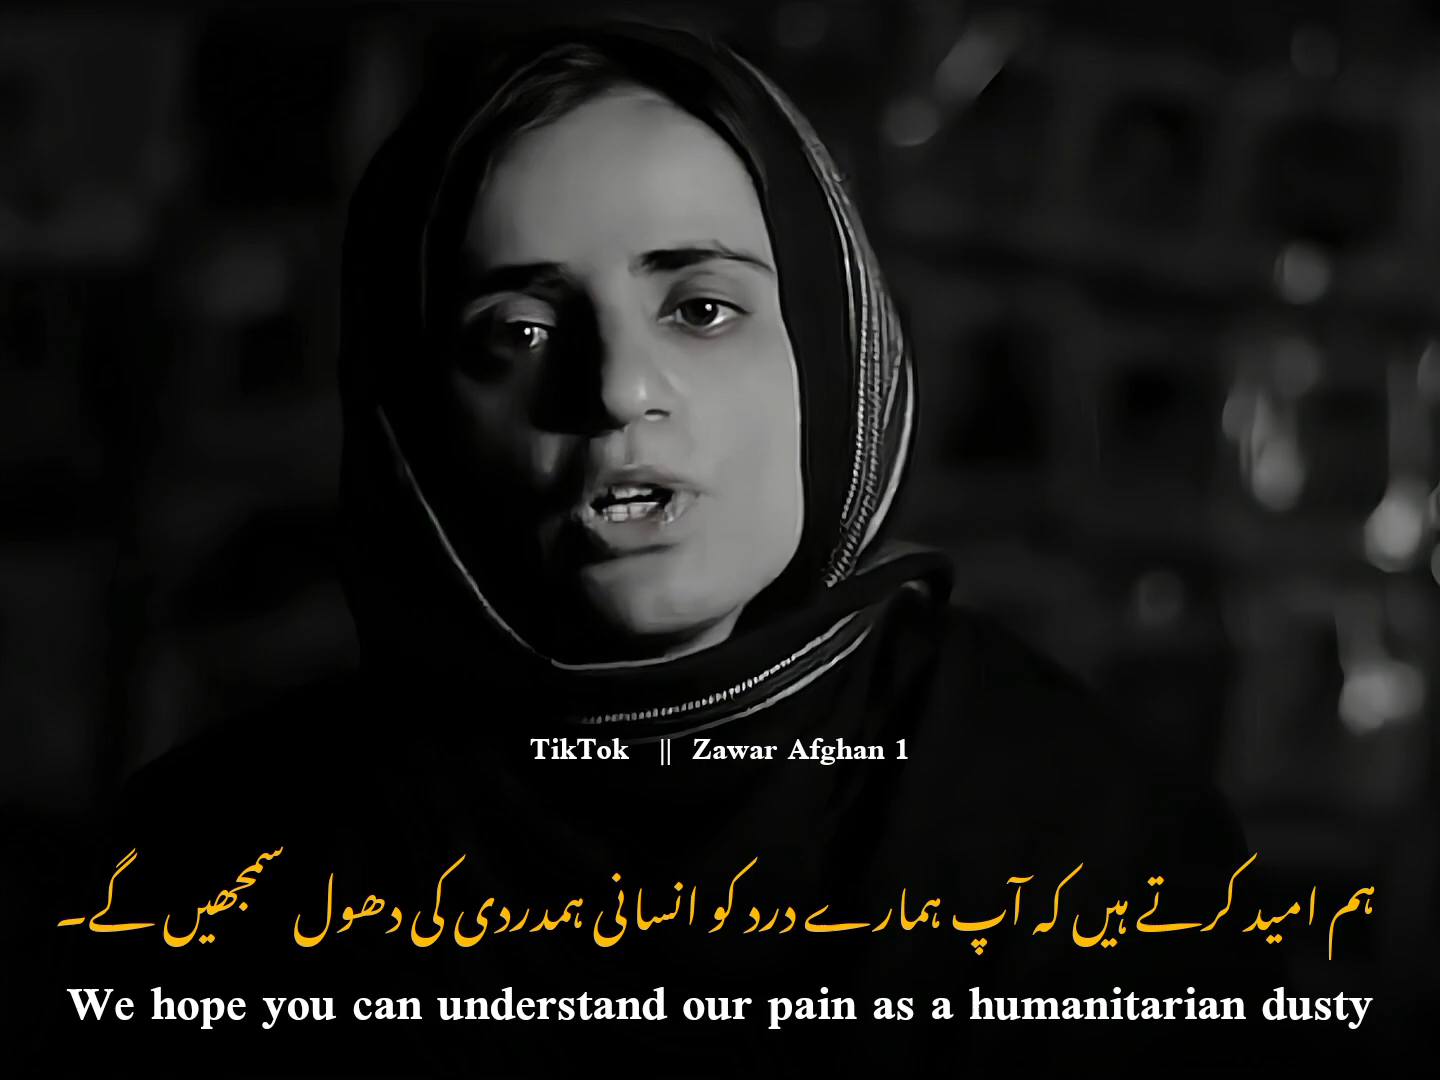 TikTok || Zawar Afghan 1
ہم امید کرتے ہیں کہ آپ ہمارے درد کو انسانی ہمدردی کی دھول سمجھیں گے۔
We hope you can understand our pain as a humanitarian dusty